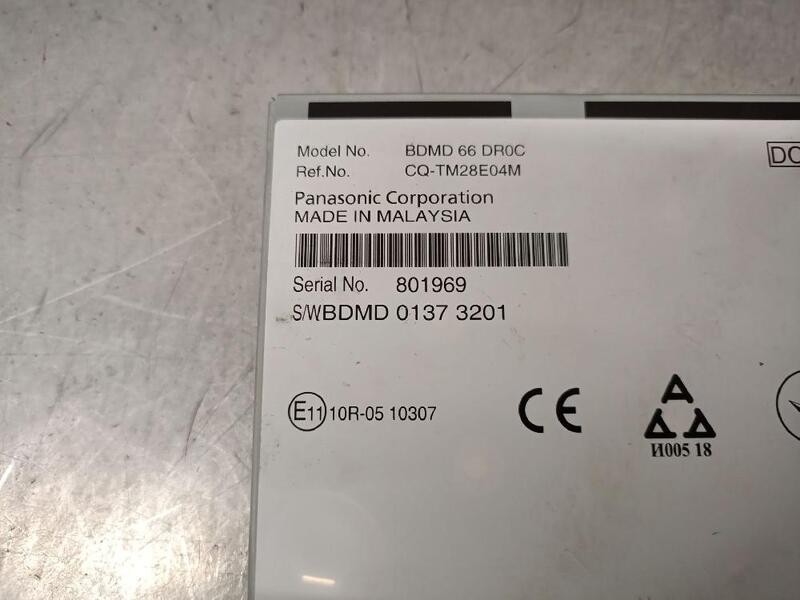 Model No. BDMD 66 DR0C
DC
Ref.No. CQ-TM28E04M
Panasonic Corporation
MADE IN MALAYSIA
Serial No. 801969
S/W.BDMD 0137 3201
E11 10R-05 10307
CE
И005 18